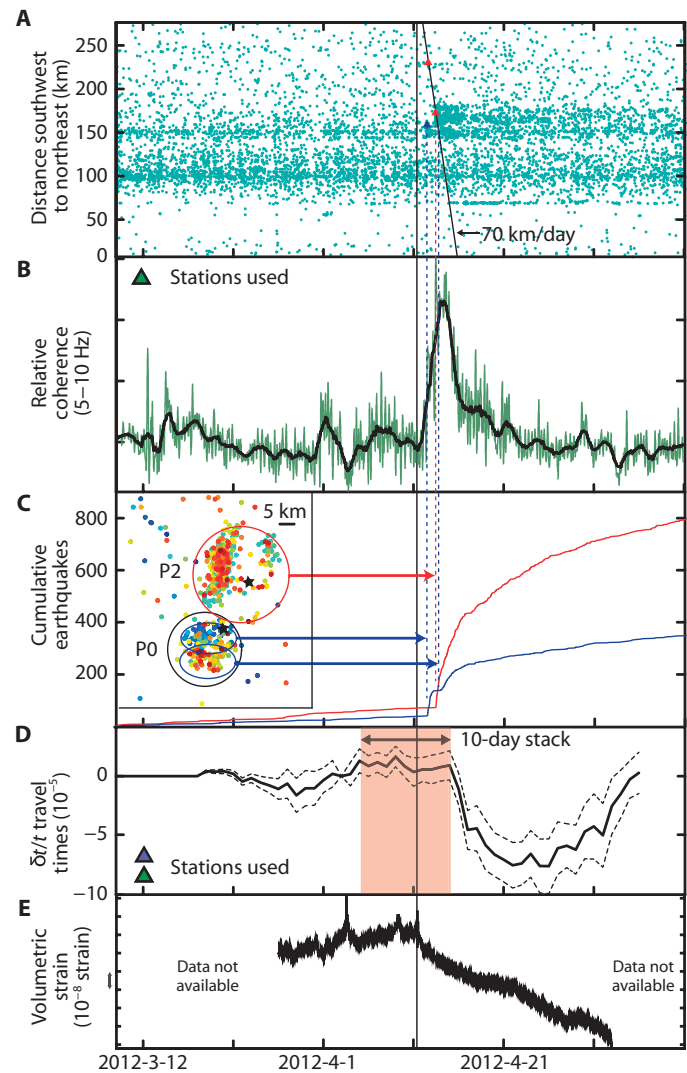 A
Distance southwest
to northeast (km)
250
200
150
100
50
0
70 km/day
B
Stations used
Relative
coherence
(5–10 Hz)
C
5 km
P2
P0
Cumulative
earthquakes
800
600
400
200
D
10-day stack
δt/t travel
times (10⁻⁵)
0
−5
−10
Stations used
E
Volumetric
strain
(10⁻⁸ strain)
Data not
available
Data not
available
2012-3-12
2012-4-1
2012-4-21